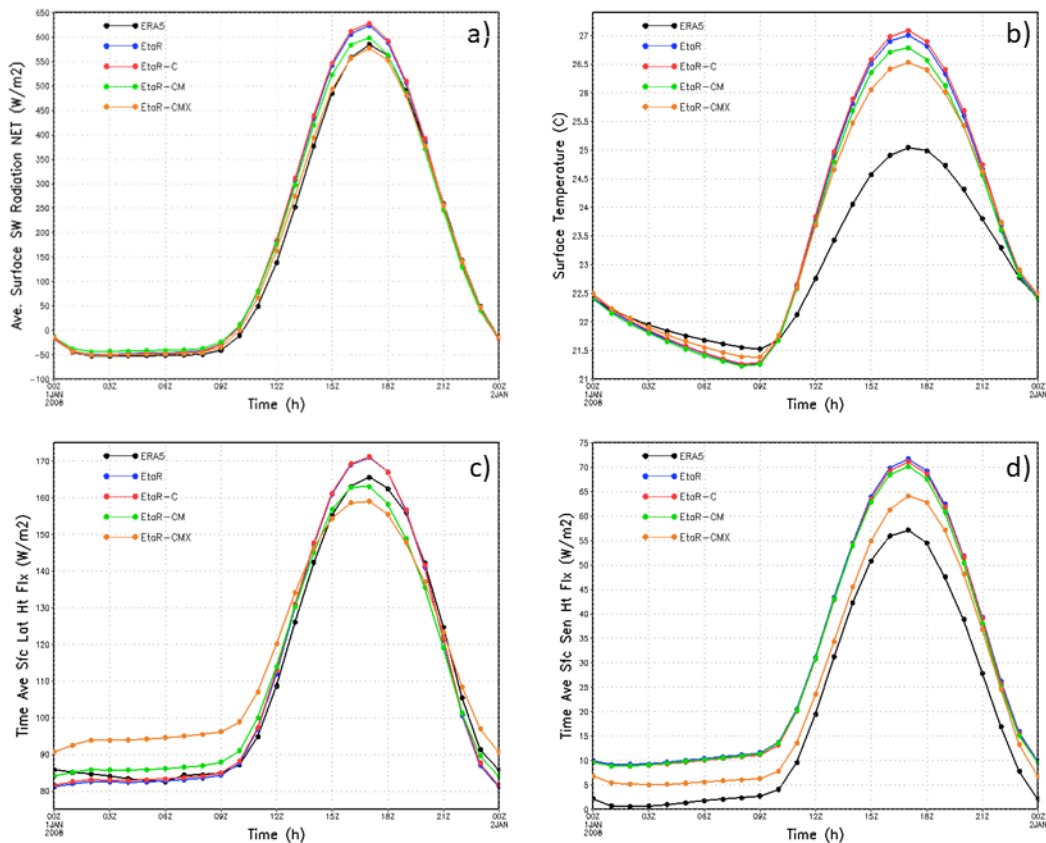 a)
Ave. Surface SW Radiation NET (W/m2)
650
600
550
500
450
400
350
300
250
200
150
100
50
0
-50
-100
ERA5
EtaR
EtaR-C
EtaR-CM
EtaR-CMX
00Z 03Z 06Z 09Z 12Z 15Z 18Z 21Z 00Z
1JAN 2JAN
2008
Time (h)
b)
Surface Temperature (C)
27
26.5
26
25.5
25
24.5
24
23.5
23
22.5
22
21.5
21
ERA5
EtaR
EtaR-C
EtaR-CM
EtaR-CMX
00Z 03Z 06Z 09Z 12Z 15Z 18Z 21Z 00Z
1JAN 2JAN
2008
Time (h)
c)
Time Ave Sfc Lat Ht Flx (W/m2)
170
160
150
140
130
120
110
100
90
80
ERA5
EtaR
EtaR-C
EtaR-CM
EtaR-CMX
00Z 03Z 06Z 09Z 12Z 15Z 18Z 21Z 00Z
1JAN 2JAN
2008
Time (h)
d)
Time Ave Sfc Sen Ht Flx (W/m2)
75
70
65
60
55
50
45
40
35
30
25
20
15
10
5
0
ERA5
EtaR
EtaR-C
EtaR-CM
EtaR-CMX
00Z 03Z 06Z 09Z 12Z 15Z 18Z 21Z 00Z
1JAN 2JAN
2008
Time (h)